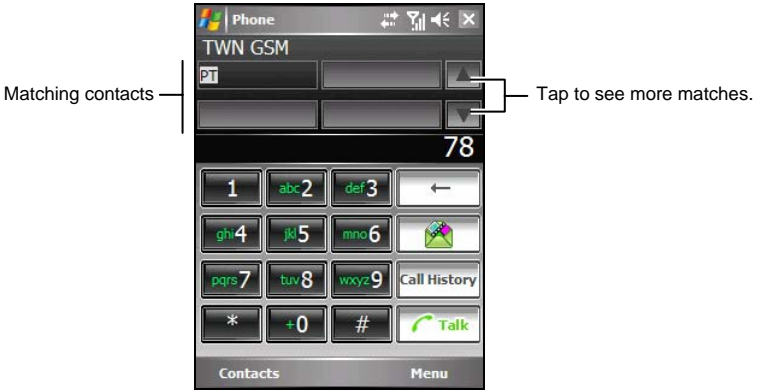 Phone
TWN GSM
Matching contacts
PT
Tap to see more matches.
78
1 abc2 def3 ←
ghi4 jkl5 mno6
pqrs7 tuv8 wxyz9 Call History
* +0 # Talk
Contacts Menu